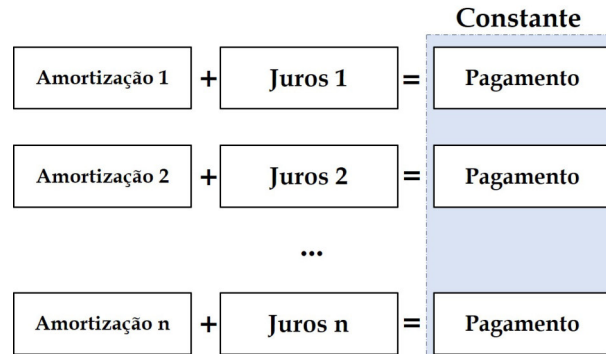 Constante
Amortização 1 + Juros 1 = Pagamento
Amortização 2 + Juros 2 = Pagamento
...
Amortização n + Juros n = Pagamento